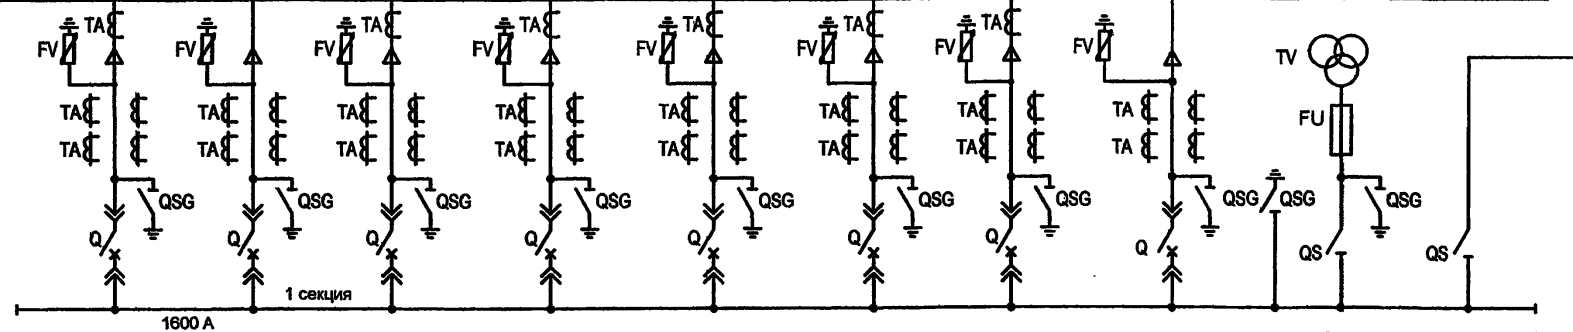 TA TA TA TA TA TA TA
FV FV FV FV FV FV FV FV TV
TA TA TA TA TA TA TA TA FU
TA TA TA TA TA TA TA TA
QSG QSG QSG QSG QSG QSG QSG QSG QSG QSG
Q Q Q Q Q Q Q Q QS QS
1 секция
1600 А